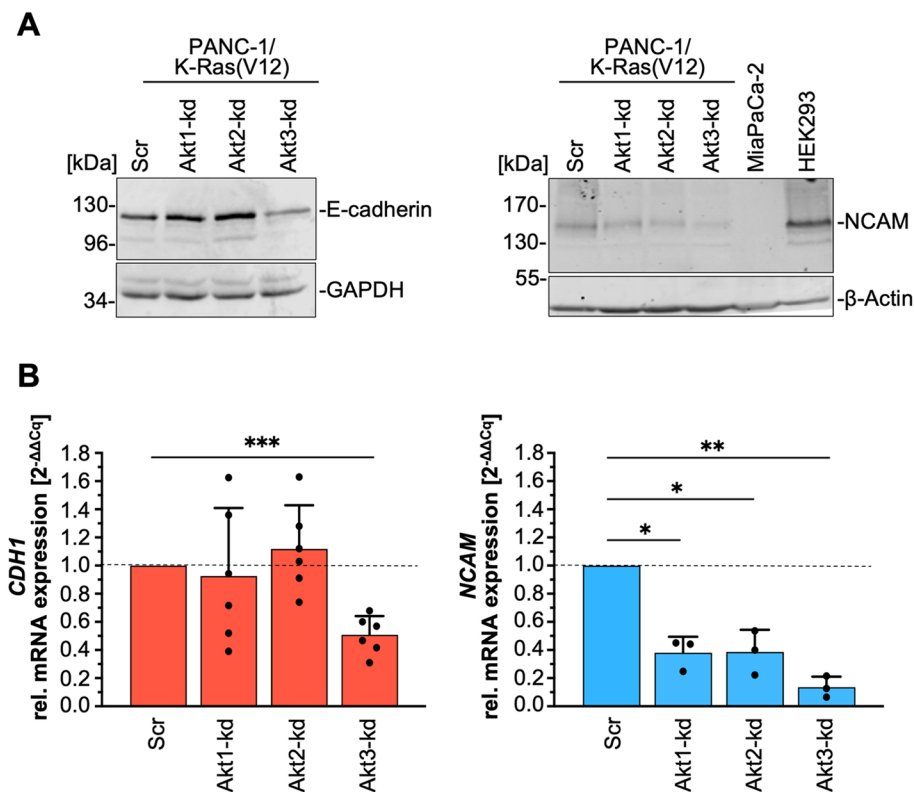 A
PANC-1/
K-Ras(V12)
[kDa]
Scr
Akt1-kd
Akt2-kd
Akt3-kd
130-
96-
-E-cadherin
34-
-GAPDH
PANC-1/
K-Ras(V12)
[kDa]
Scr
Akt1-kd
Akt2-kd
Akt3-kd
MiaPaCa-2
HEK293
170-
130-
-NCAM
55-
-β-Actin
B
CDH1
rel. mRNA expression [2-ΔΔCq]
1.8
1.6
1.4
1.2
1.0
0.8
0.6
0.4
0.2
0.0
***
Scr
Akt1-kd
Akt2-kd
Akt3-kd
NCAM
rel. mRNA expression [2-ΔΔCq]
1.8
1.6
1.4
1.2
1.0
0.8
0.6
0.4
0.2
0.0
**
*
*
Scr
Akt1-kd
Akt2-kd
Akt3-kd